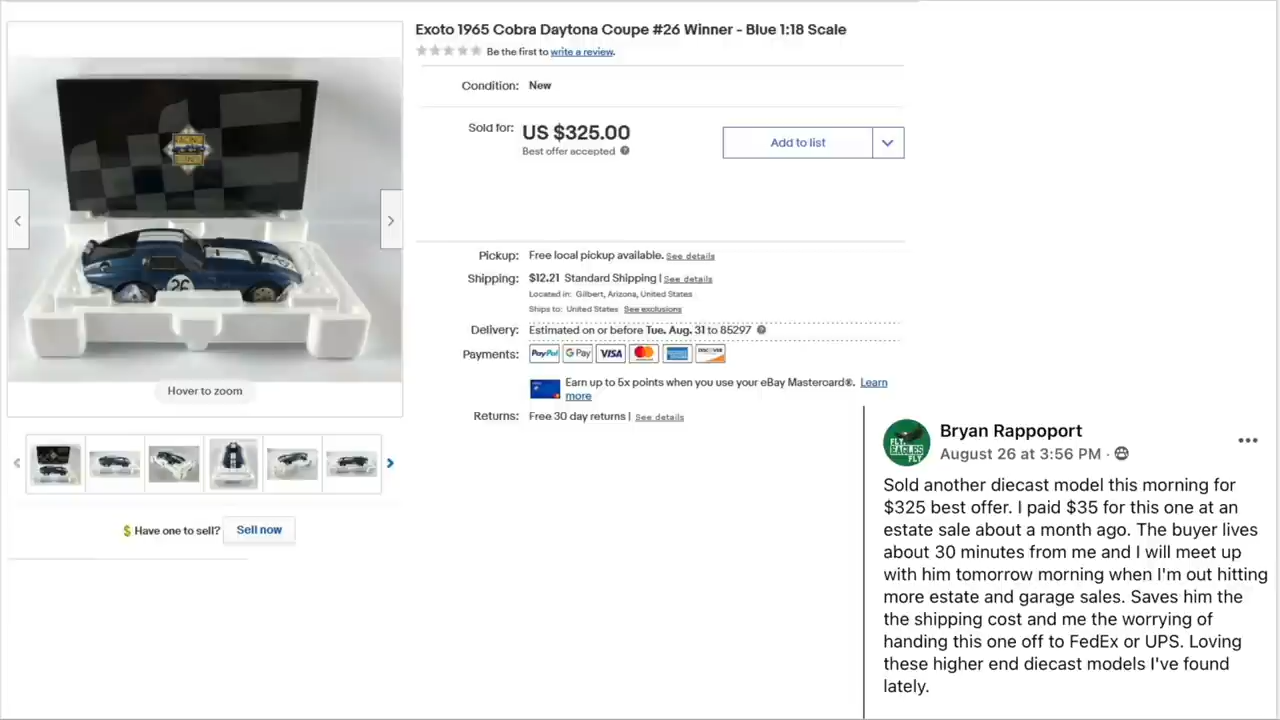 Exoto 1965 Cobra Daytona Coupe #26 Winner - Blue 1:18 Scale
Be the first to write a review.
Condition: New
Sold for: US $325.00
Best offer accepted
Add to list
Pickup: Free local pickup available. See details
Shipping: $12.21 Standard Shipping | See details
Located in: Gilbert, Arizona, United States
Ships to: United States See exclusions
Delivery: Estimated on or before Tue. Aug. 31 to 85297
Payments: PayPal G Pay VISA DISCOVER
Earn up to 5x points when you use your eBay Mastercard®. Learn
more
Returns: Free 30 day returns | See details
26
Hover to zoom
$ Have one to sell? Sell now
FLY
EAGLES
FLY
Bryan Rappoport
August 26 at 3:56 PM ·
Sold another diecast model this morning for
$325 best offer. I paid $35 for this one at an
estate sale about a month ago. The buyer lives
about 30 minutes from me and I will meet up
with him tomorrow morning when I'm out hitting
more estate and garage sales. Saves him the
the shipping cost and me the worrying of
handing this one off to FedEx or UPS. Loving
these higher end diecast models I've found
lately.